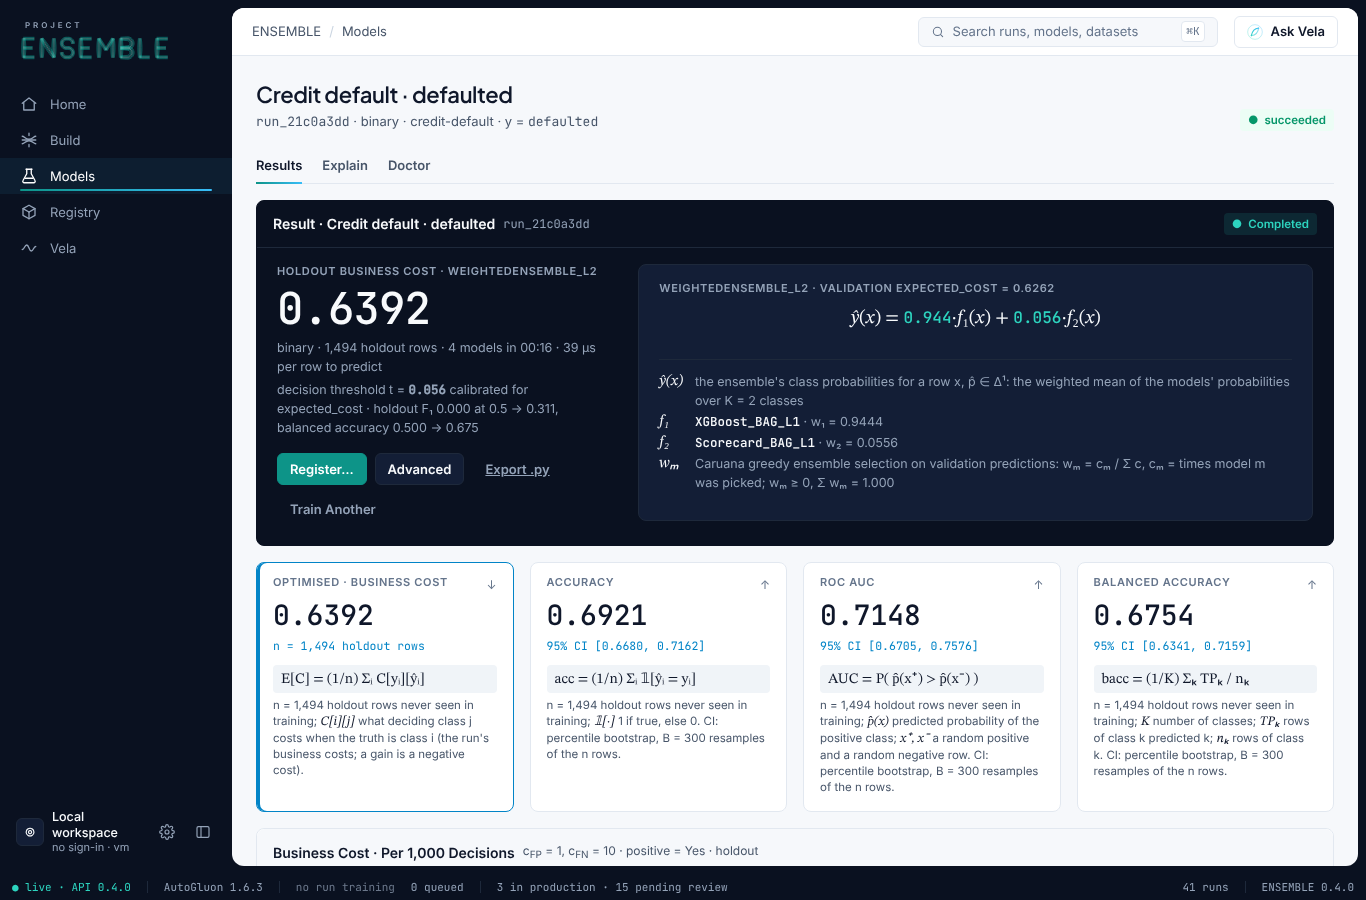 PROJECT
ENSEMBLE
Home
Build
Models
Registry
Vela
Local workspace
no sign-in · vm
ENSEMBLE / Models
Search runs, models, datasets ⌘K
Ask Vela
Credit default · defaulted
run_21c0a3dd · binary · credit-default · y = defaulted
succeeded
Results Explain Doctor
Result · Credit default · defaulted run_21c0a3dd
Completed
HOLDOUT BUSINESS COST · WEIGHTEDENSEMBLE_L2
0.6392
binary · 1,494 holdout rows · 4 models in 00:16 · 39 µs
per row to predict
decision threshold t = 0.056 calibrated for
expected_cost · holdout F₁ 0.000 at 0.5 → 0.311,
balanced accuracy 0.500 → 0.675
Register... Advanced Export .py
Train Another
WEIGHTEDENSEMBLE_L2 · VALIDATION EXPECTED_COST = 0.6262
ŷ(x) = 0.944·f₁(x) + 0.056·f₂(x)
ŷ(x) the ensemble's class probabilities for a row x, p̂ ∈ Δ¹: the weighted mean of the models' probabilities
over K = 2 classes
f₁ XGBoost_BAG_L1 · w₁ = 0.9444
f₂ Scorecard_BAG_L1 · w₂ = 0.0556
wₘ Caruana greedy ensemble selection on validation predictions: wₘ = cₘ / Σ c, cₘ = times model m
was picked; wₘ ≥ 0, Σ wₘ = 1.000
OPTIMISED · BUSINESS COST ↓
0.6392
n = 1,494 holdout rows
E[C] = (1/n) Σᵢ C[yᵢ][ŷᵢ]
n = 1,494 holdout rows never seen in
training; C[i][j] what deciding class j
costs when the truth is class i (the run's
business costs; a gain is a negative
cost).
ACCURACY ↑
0.6921
95% CI [0.6680, 0.7162]
acc = (1/n) Σᵢ 𝟙[ŷᵢ = yᵢ]
n = 1,494 holdout rows never seen in
training; 𝟙[·] 1 if true, else 0. CI:
percentile bootstrap, B = 300 resamples
of the n rows.
ROC AUC ↑
0.7148
95% CI [0.6705, 0.7576]
AUC = P( p̂(x⁺) > p̂(x⁻) )
n = 1,494 holdout rows never seen in
training; p̂(x) predicted probability of the
positive class; x⁺, x⁻ a random positive
and a random negative row. CI:
percentile bootstrap, B = 300 resamples
of the n rows.
BALANCED ACCURACY ↑
0.6754
95% CI [0.6341, 0.7159]
bacc = (1/K) Σₖ TPₖ / nₖ
n = 1,494 holdout rows never seen in
training; K number of classes; TPₖ rows
of class k predicted k; nₖ rows of class
k. CI: percentile bootstrap, B = 300
resamples of the n rows.
Business Cost · Per 1,000 Decisions c_FP = 1, c_FN = 10 · positive = Yes · holdout
live · API 0.4.0 AutoGluon 1.6.3 no run training 0 queued 3 in production · 15 pending review 41 runs ENSEMBLE 0.4.0